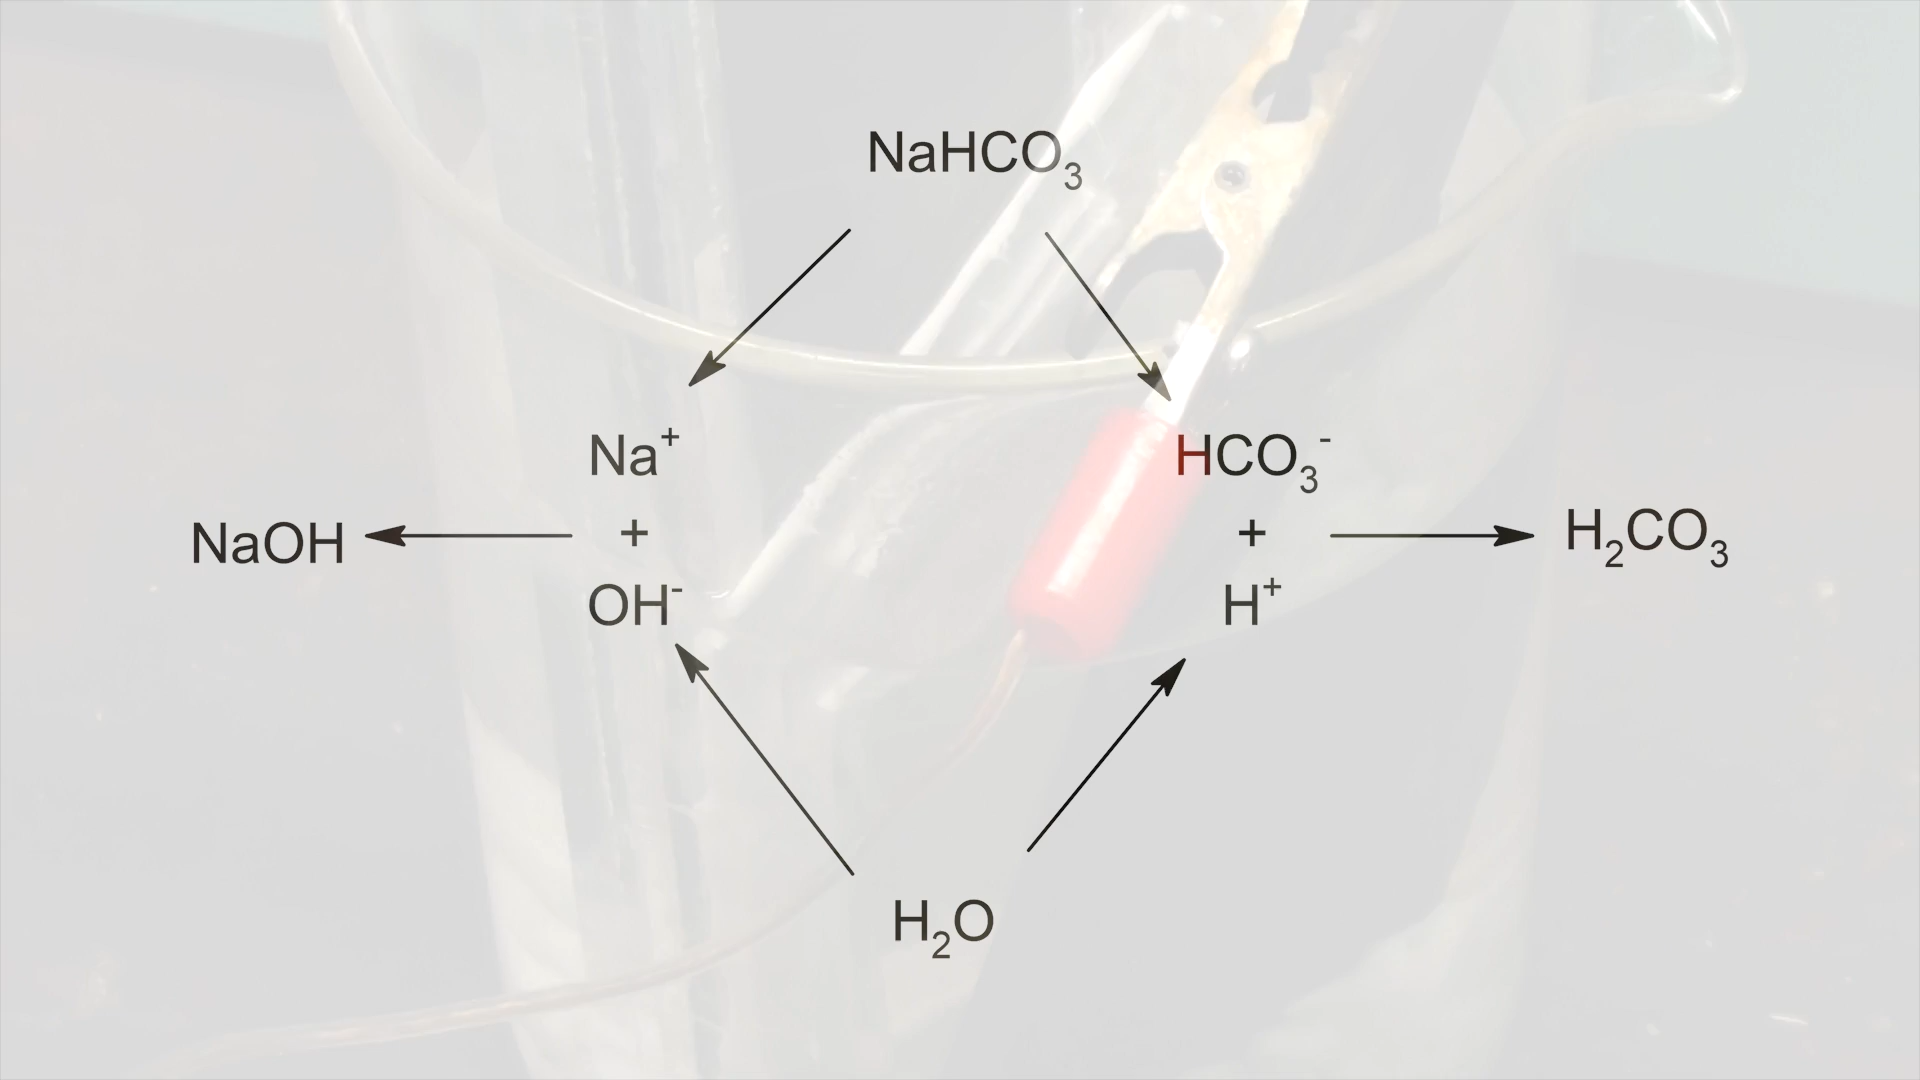 NaHCO₃
Na⁺
HCO₃⁻
NaOH
+
+
H₂CO₃
OH⁻
H⁺
H₂O